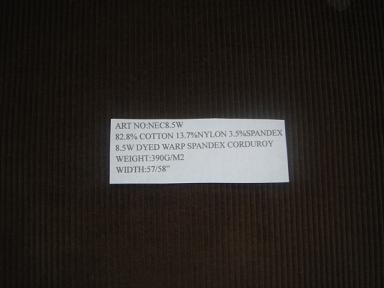 ART NO:NEC8.5W
82.8% COTTON 13.7%NYLON 3.5%SPANDEX
8.5W DYED WARP SPANDEX CORDUROY
WEIGHT:390G/M2
WIDTH:57/58"